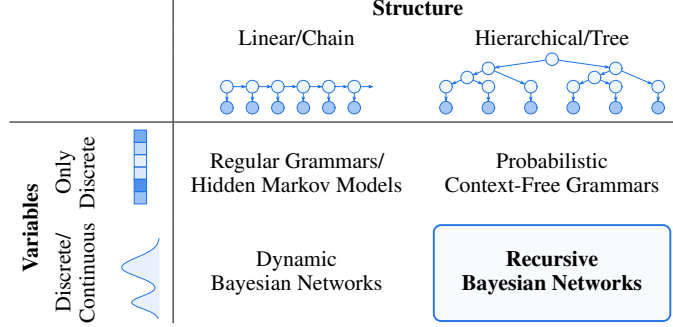 Structure
Linear/Chain
Hierarchical/Tree
Variables
Only
Discrete
Regular Grammars/
Hidden Markov Models
Probabilistic
Context-Free Grammars
Discrete/
Continuous
Dynamic
Bayesian Networks
Recursive
Bayesian Networks